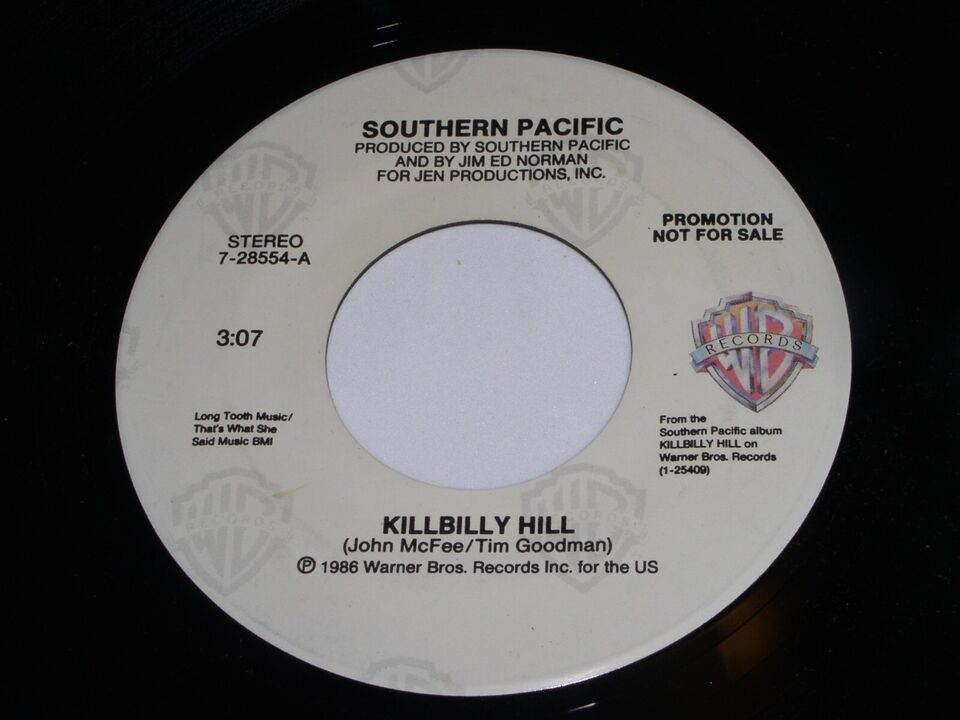 SOUTHERN PACIFIC
PRODUCED BY SOUTHERN PACIFIC
AND BY JIM ED NORMAN
FOR JEN PRODUCTIONS, INC.
STEREO
7-28554-A
PROMOTION
NOT FOR SALE
3:07
WB
RECORDS
Long Tooth Music/
That's What She
Said Music BMI
From the
Southern Pacific album
KILLBILLY HILL on
Warner Bros. Records
(1-25409)
KILLBILLY HILL
(John McFee/Tim Goodman)
℗ 1986 Warner Bros. Records Inc. for the US